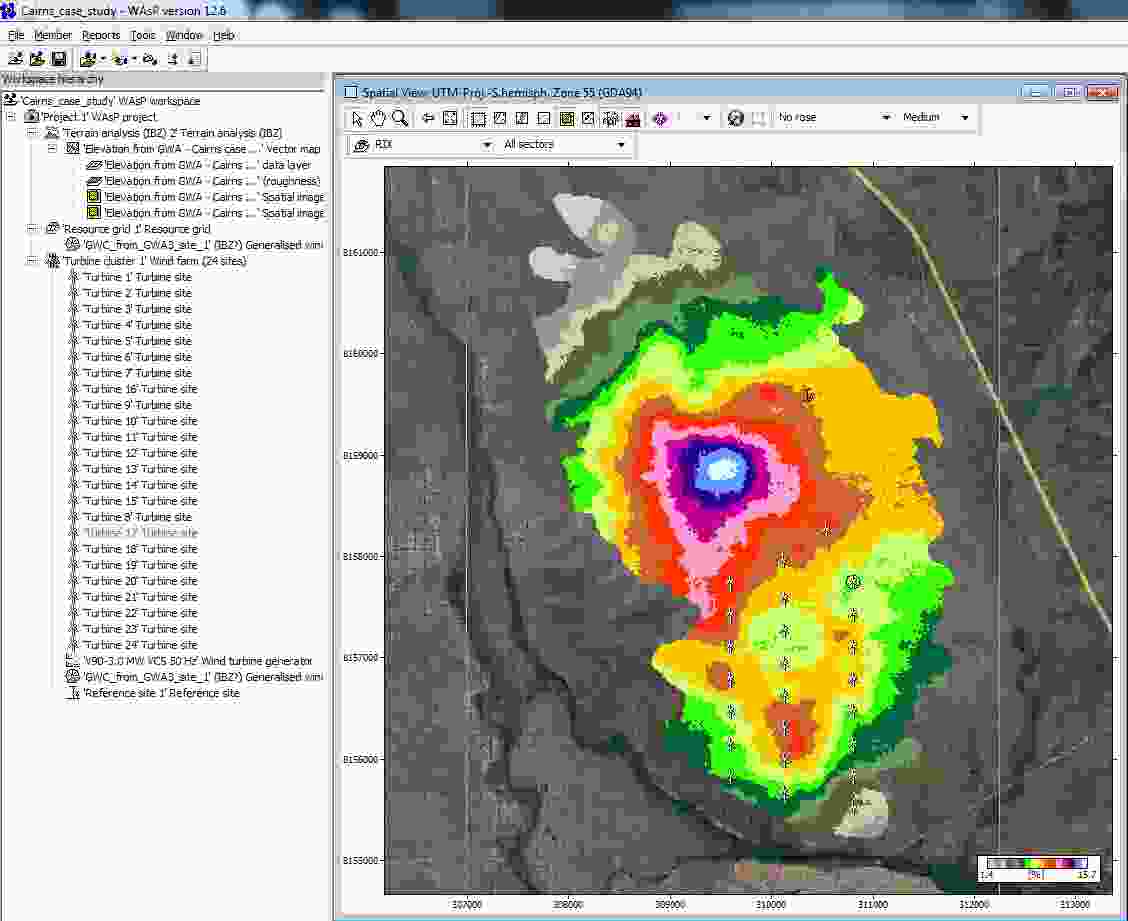 Cairns_case_study - WAsP version 12.6
File Member Reports Tools Window Help
Workspace hierarchy
'Cairns_case_study' WAsP workspace
'Project 1' WAsP project
'Terrain analysis (IBZ) 2' Terrain analysis (IBZ)
'Elevation from GWA - Cairns case ....' Vector map
'Elevation from GWA - Cairns ....' data layer
'Elevation from GWA - Cairns ....' (roughness)
'Elevation from GWA - Cairns ....' Spatial image
'Elevation from GWA - Cairns ....' Spatial image
'Resource grid 1' Resource grid
'GWC_from_GWA3_site_1' (IBZ?) Generalised win
'Turbine cluster 1' Wind farm (24 sites)
'Turbine 1' Turbine site
'Turbine 2' Turbine site
'Turbine 3' Turbine site
'Turbine 4' Turbine site
'Turbine 5' Turbine site
'Turbine 6' Turbine site
'Turbine 7' Turbine site
'Turbine 16' Turbine site
'Turbine 9' Turbine site
'Turbine 10' Turbine site
'Turbine 11' Turbine site
'Turbine 12' Turbine site
'Turbine 13' Turbine site
'Turbine 14' Turbine site
'Turbine 15' Turbine site
'Turbine 8' Turbine site
'Turbine 17' Turbine site
'Turbine 18' Turbine site
'Turbine 19' Turbine site
'Turbine 20' Turbine site
'Turbine 21' Turbine site
'Turbine 22' Turbine site
'Turbine 23' Turbine site
'Turbine 24' Turbine site
'V90-3.0 MW VCS 50 Hz' Wind turbine generator
'GWC_from_GWA3_site_1' (IBZ?) Generalised win
'Reference site 1' Reference site
Spatial View: UTM-Proj.-S.hemisph. Zone 55 (GDA94)
No rose Medium
RIX All sectors
8161000
8160000
8159000
8158000
8157000
8156000
8155000
1.4 [%] 15.7
307000 308000 309000 310000 311000 312000 313000